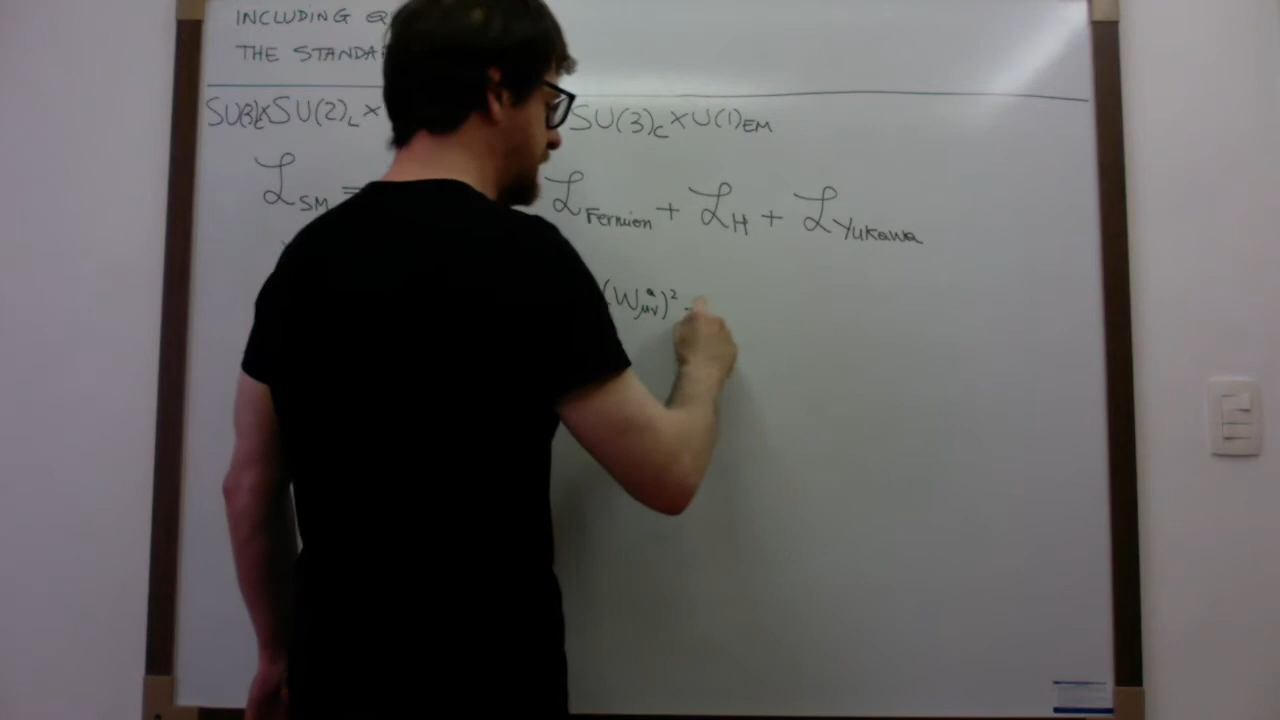 INCLUDING
THE STANDA
SU(3)_C×SU(2)_L × SU(3)_C×U(1)_EM
ℒ_SM = ℒ_Fermion + ℒ_H + ℒ_Yukawa
(W^a_μν)² -